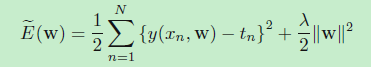 Ẽ(w) = 1/2 ∑_{n=1}^{N} {y(x_n, w) − t_n}² + λ/2 ‖w‖²